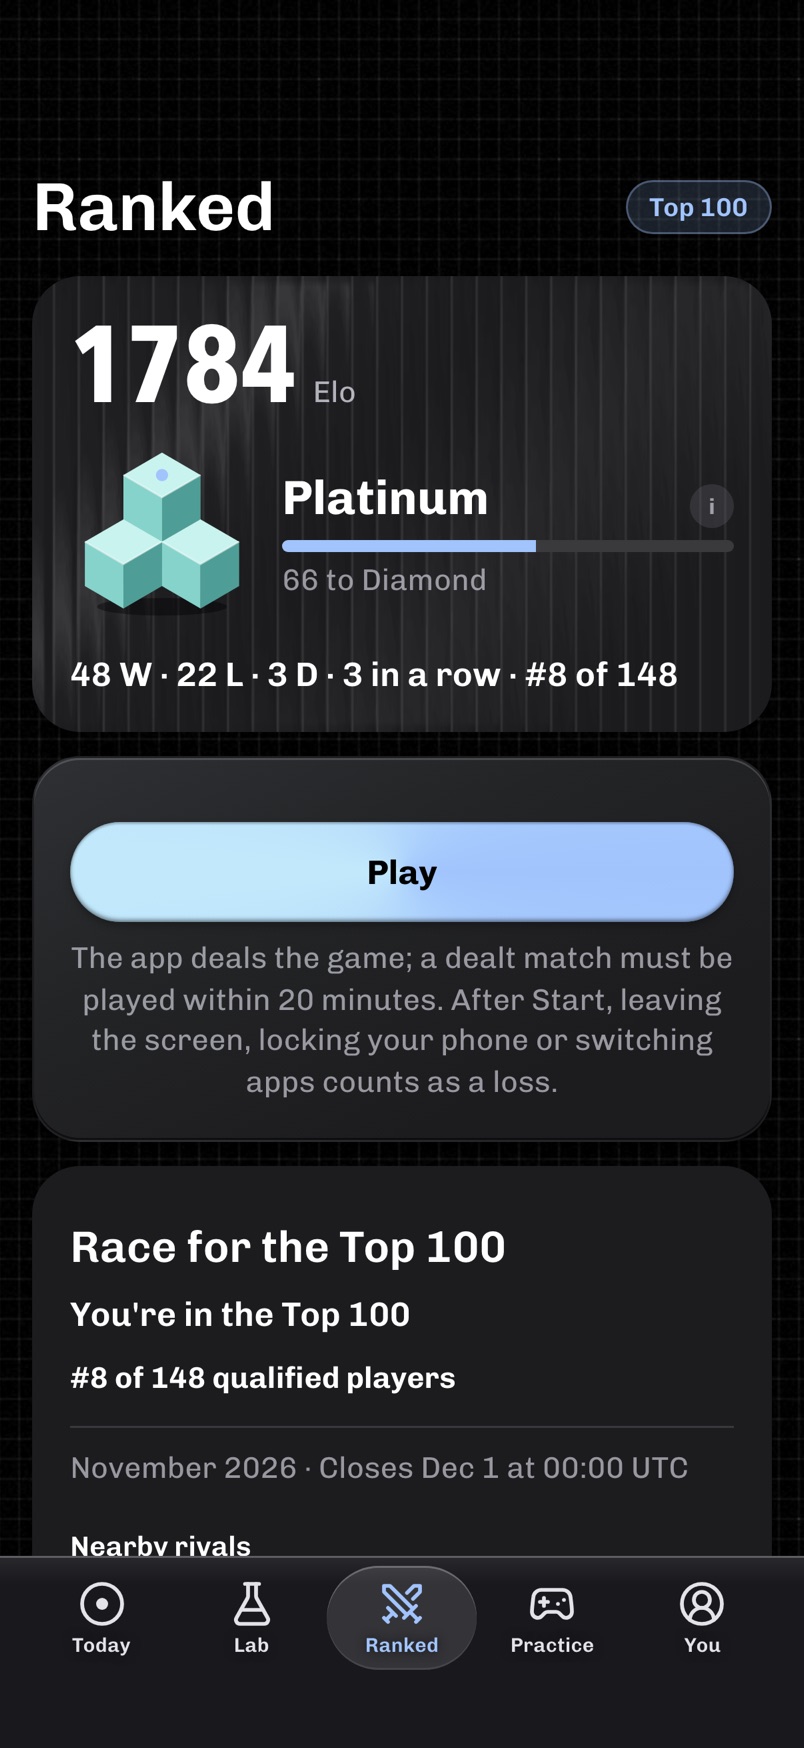 Ranked
Top 100
1784 Elo
Platinum
i
66 to Diamond
48 W · 22 L · 3 D · 3 in a row · #8 of 148
Play
The app deals the game; a dealt match must be
played within 20 minutes. After Start, leaving
the screen, locking your phone or switching
apps counts as a loss.
Race for the Top 100
You're in the Top 100
#8 of 148 qualified players
November 2026 · Closes Dec 1 at 00:00 UTC
Nearby rivals
Today
Lab
Ranked
Practice
You